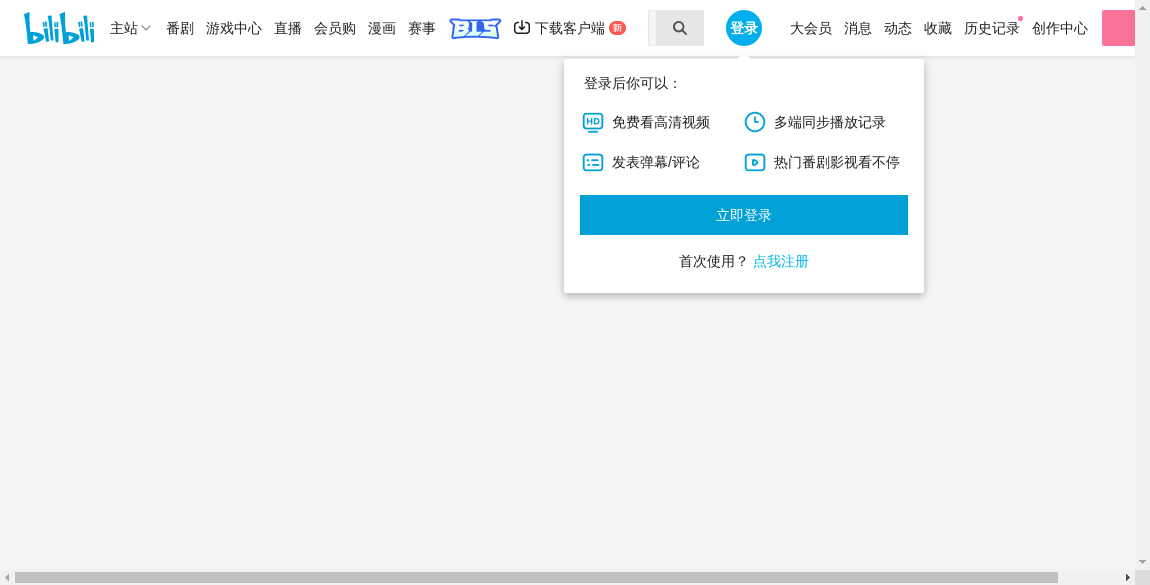 bilibili 主站 番剧 游戏中心 直播 会员购 漫画 赛事 BLS 下载客户端 新 登录 大会员 消息 动态 收藏 历史记录 创作中心
登录后你可以：
HD 免费看高清视频 多端同步播放记录
发表弹幕/评论 热门番剧影视看不停
立即登录
首次使用？ 点我注册